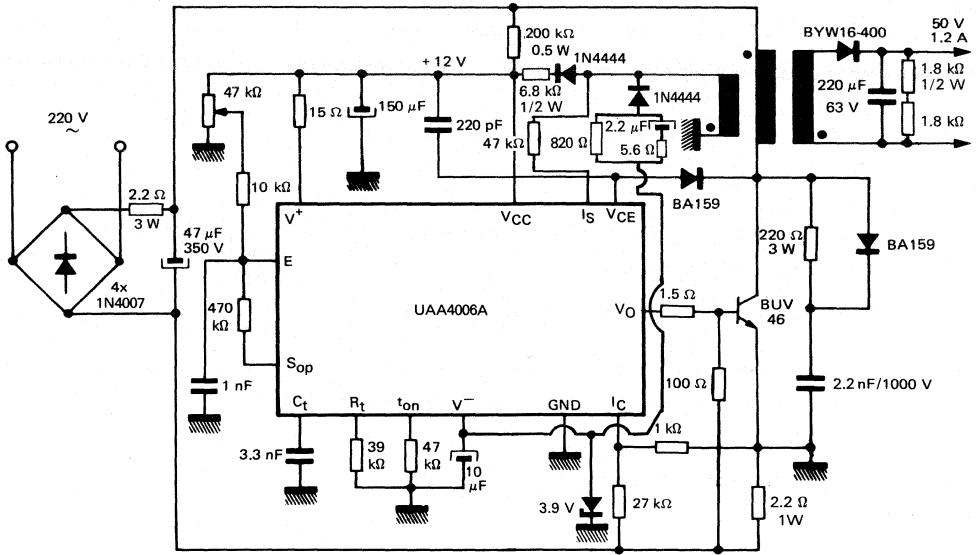 50 V
1.2 A
BYW16-400
200 kΩ
0.5 W
1N4444
+ 12 V
6.8 kΩ
1/2 W
1N4444
1.8 kΩ
1/2 W
220 µF
63 V
1.8 kΩ
47 kΩ
15 Ω
150 µF
220 pF
47 kΩ
820 Ω
2.2 µF
5.6 Ω
220 V
~
10 kΩ
BA159
2.2 Ω
3 W
V+
VCC
IS
VCE
47 µF
350 V
220 Ω
3 W
BA159
E
4x
1N4007
470
kΩ
UAA4006A
VO
1.5 Ω
BUV
46
Sop
1 nF
100 Ω
2.2 nF/1000 V
Ct
Rt
ton
V−
GND
IC
1 kΩ
3.3 nF
39
kΩ
47
kΩ
10
µF
3.9 V
27 kΩ
2.2 Ω
1W